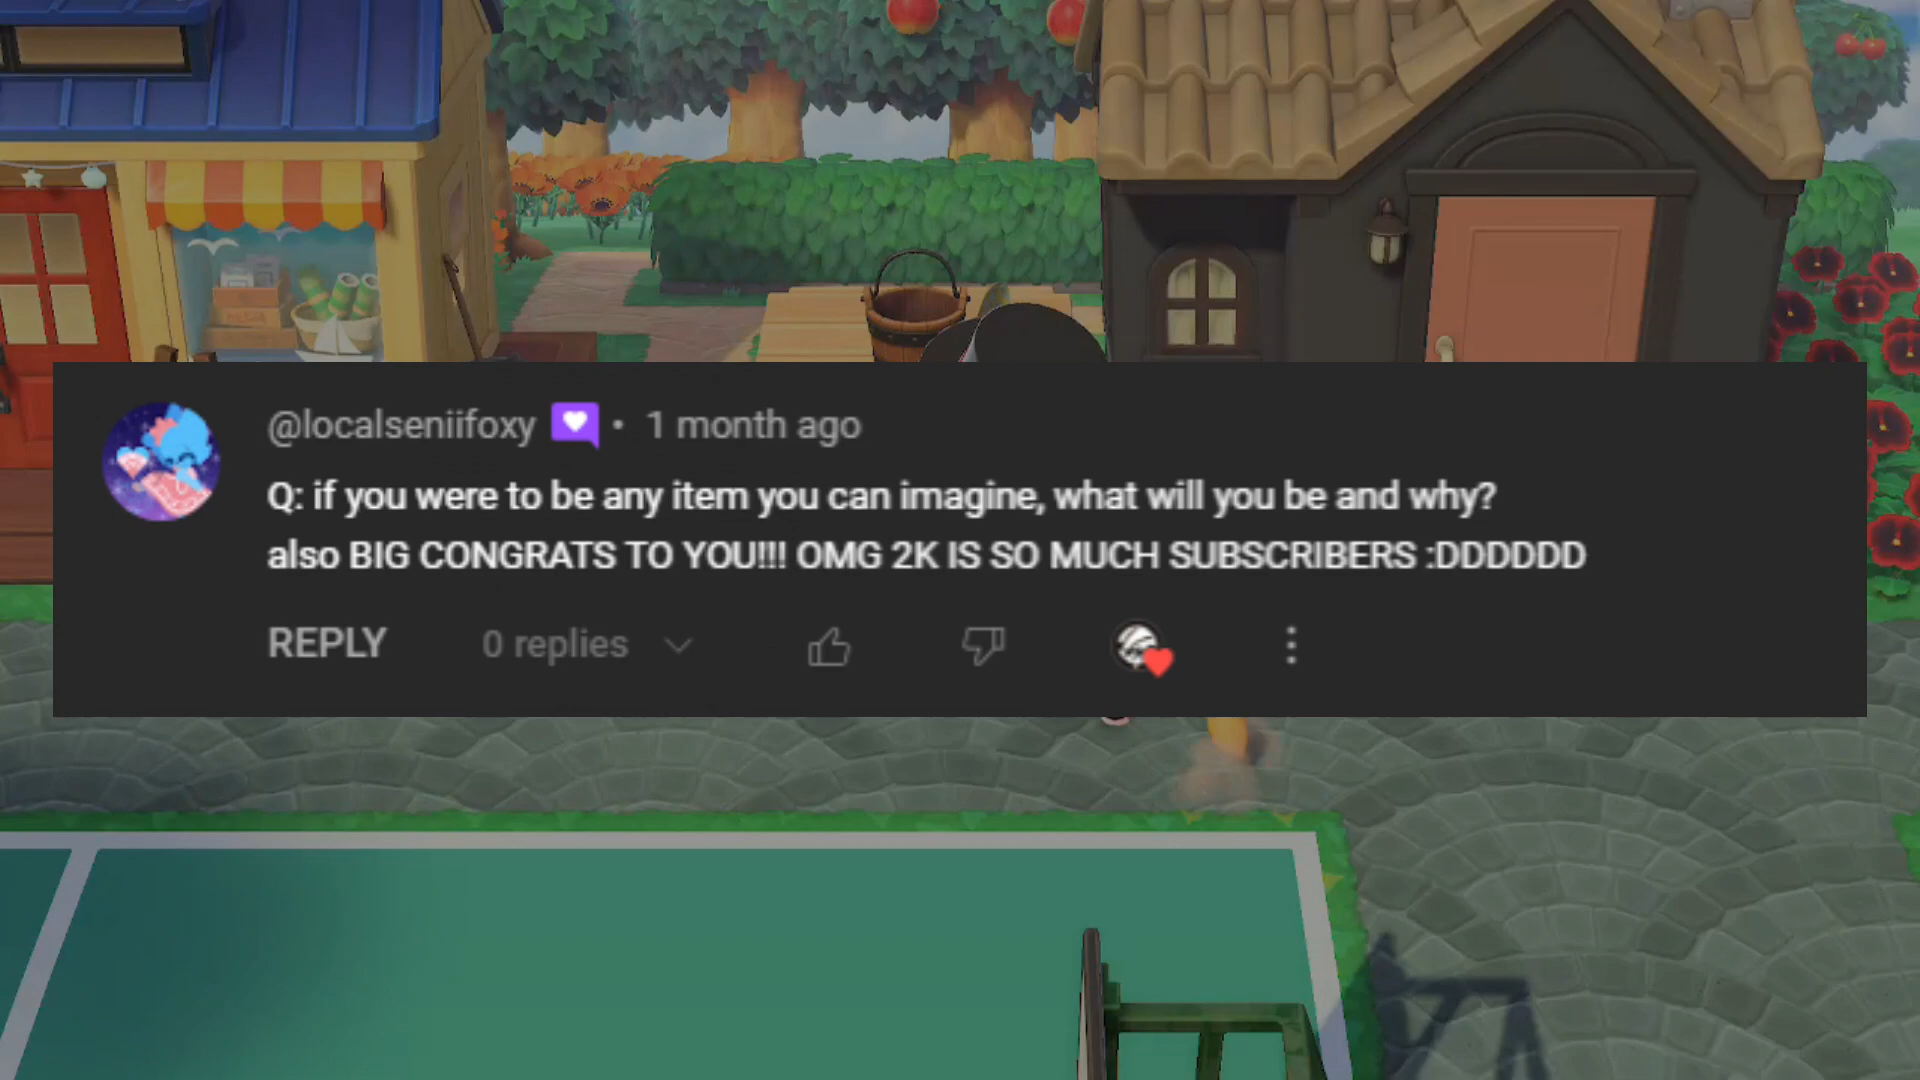 @localseniifoxy • 1 month ago
Q: if you were to be any item you can imagine, what will you be and why?
also BIG CONGRATS TO YOU!!! OMG 2K IS SO MUCH SUBSCRIBERS :DDDDDD
REPLY 0 replies